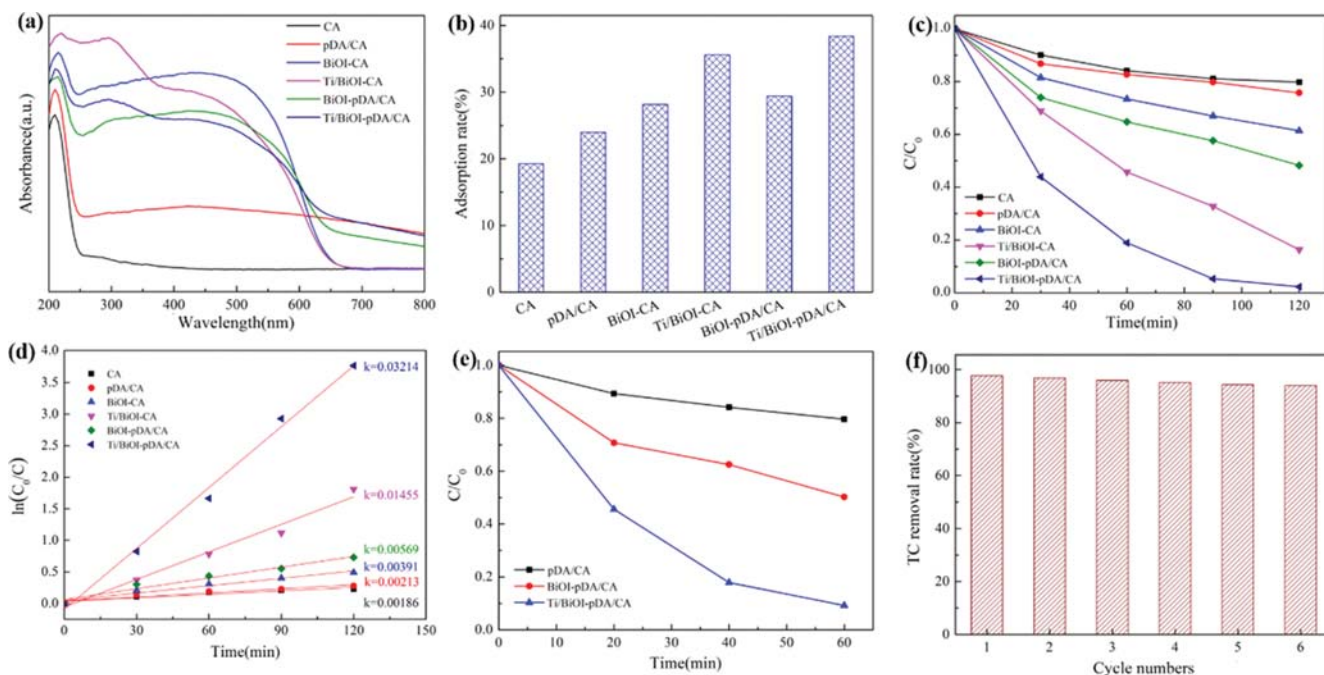 (a)
CA
pDA/CA
BiOI-CA
Ti/BiOI-CA
BiOI-pDA/CA
Ti/BiOI-pDA/CA
Absorbance(a.u.)
200 300 400 500 600 700 800
Wavelength(nm)
(b)
40
30
20
10
0
Adsorption rate(%)
CA pDA/CA BiOI-CA Ti/BiOI-CA BiOI-pDA/CA Ti/BiOI-pDA/CA
(c)
1.0
0.8
0.6
0.4
0.2
0.0
C/C0
CA
pDA/CA
BiOI-CA
Ti/BiOI-CA
BiOI-pDA/CA
Ti/BiOI-pDA/CA
0 20 40 60 80 100 120
Time(min)
(d)
4.0
3.5
3.0
2.5
2.0
1.5
1.0
0.5
0.0
ln(C0/C)
CA
pDA/CA
BiOI-CA
Ti/BiOI-CA
BiOI-pDA/CA
Ti/BiOI-pDA/CA
k=0.03214
k=0.01455
k=0.00569
k=0.00391
k=0.00213
k=0.00186
0 30 60 90 120 150
Time(min)
(e)
1.0
0.8
0.6
0.4
0.2
0.0
C/C0
pDA/CA
BiOI-pDA/CA
Ti/BiOI-pDA/CA
0 10 20 30 40 50 60
Time(min)
(f)
100
80
60
40
20
0
TC removal rate(%)
1 2 3 4 5 6
Cycle numbers